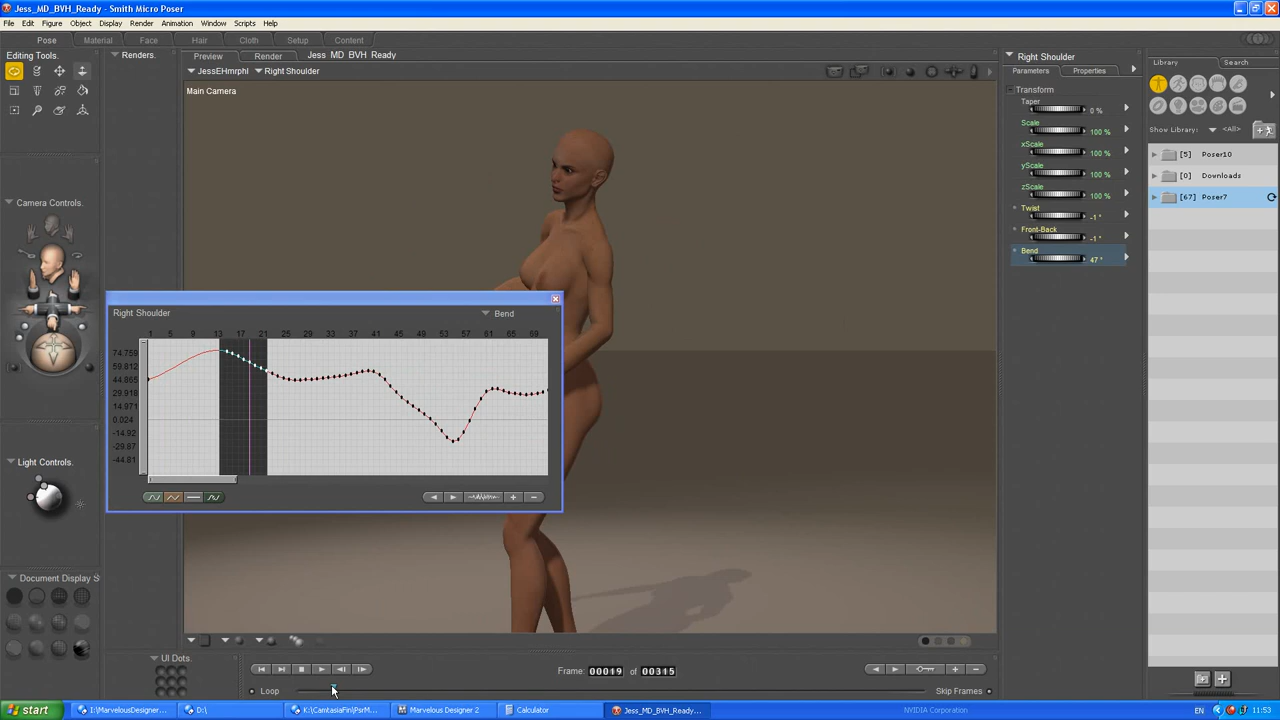 Jess_MD_BVH_Ready - Smith Micro Poser
File Edit Figure Object Display Render Animation Window Scripts Help
Pose Material Face Hair Cloth Setup Content
Editing Tools.
Renders.
Preview Render Jess_MD_BVH_Ready
JessEHmrphl Right Shoulder
Main Camera
Right Shoulder
Parameters Properties
Transform
Taper
0 %
Scale
100 %
xScale
100 %
yScale
100 %
zScale
100 %
Twist
-1 °
Front-Back
-1 °
Bend
47 °
Library Search
Show Library: <All>
[5] Poser10
[0] Downloads
[67] Poser7
Camera Controls.
Light Controls.
Document Display S
Right Shoulder Bend
1 5 9 13 17 21 25 29 33 37 41 45 49 53 57 61 65 69
74.759
59.812
44.865
29.918
14.971
0.024
-14.92
-29.87
-44.81
UI Dots.
Frame: 00019 of 00315
Loop
Skip Frames
start I:\MarvelousDesigner... D:\ K:\CamtasiaFin\PsrM... Marvelous Designer 2 Calculator Jess_MD_BVH_Ready... NVIDIA Corporation EN 11:53